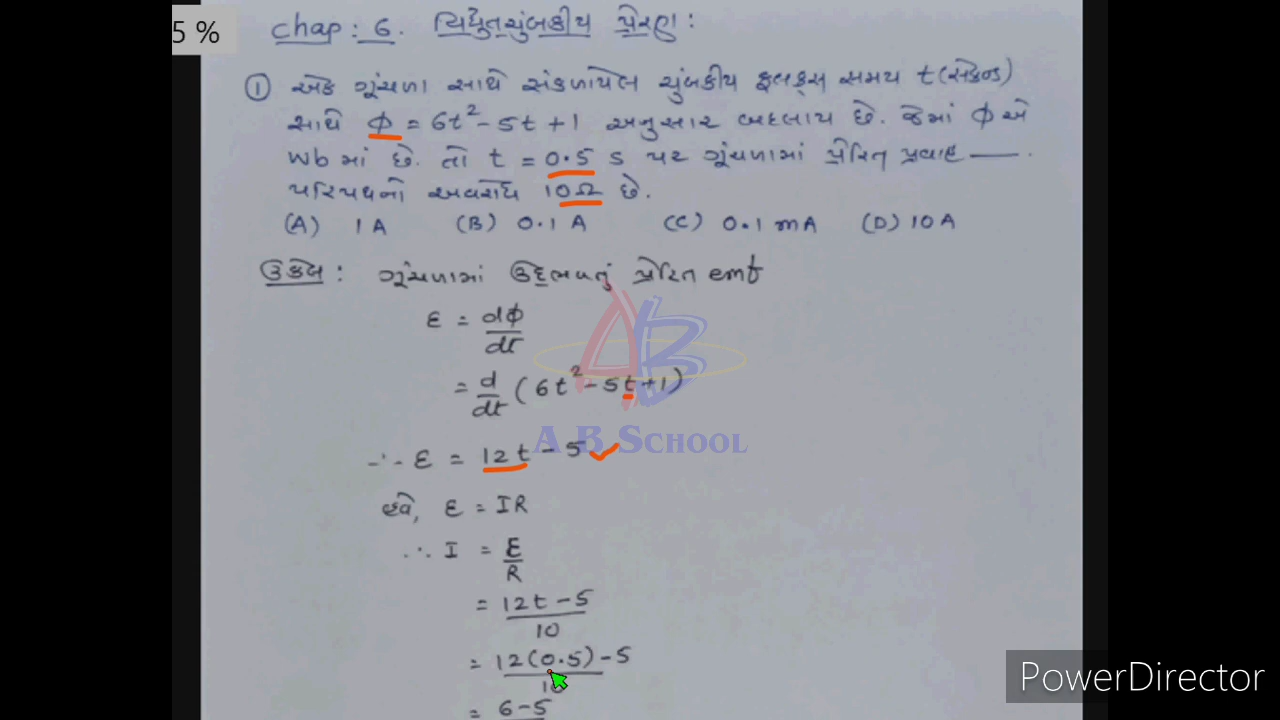 5 %
Chap : 6. વિદ્યુતચુંબકીય પ્રેરણ :
① એક ગૂંચળા સાથે સંકળાયેલ ચુંબકીય ફલક્સ સમય t (સેકન્ડ)
સાથે ϕ = 6t² - 5t + 1 અનુસાર બદલાય છે. જેમાં ϕ એ
Wb માં છે. તો t = 0.5 s પર ગૂંચળામાં પ્રેરિત પ્રવાહ ——.
પરિપથનો અવરોધ 10Ω છે.
(A) 1 A (B) 0.1 A (C) 0.1 mA (D) 10 A
ઉકેલ : ગૂંચળામાં ઉદ્દભવતું પ્રેરિત emf
ε = dϕ/dt
= d/dt (6t² - 5t + 1)
A B SCHOOL
∴ ε = 12t - 5 ✓
હવે, ε = IR
∴ I = ε/R
= 12t - 5 / 10
= 12(0.5) - 5 / 10
= 6 - 5
PowerDirector